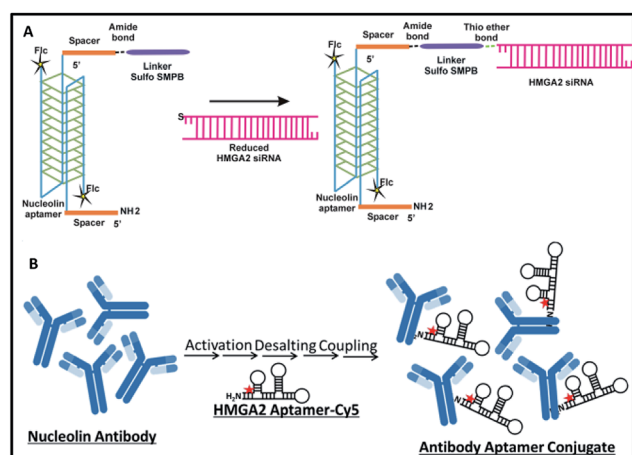 A
Flc
Spacer
5'
Amide
bond
Linker
Sulfo SMPB
Nucleolin
aptamer
Flc
NH2
Spacer
5'
S
Reduced
HMGA2 siRNA
Flc
Spacer
5'
Amide
bond
Linker
Sulfo SMPB
Thio ether
bond
HMGA2 siRNA
Nucleolin
aptamer
Flc
NH2
Spacer
5'
B
Nucleolin Antibody
Activation Desalting Coupling
H₂N
HMGA2 Aptamer-Cy5
Antibody Aptamer Conjugate